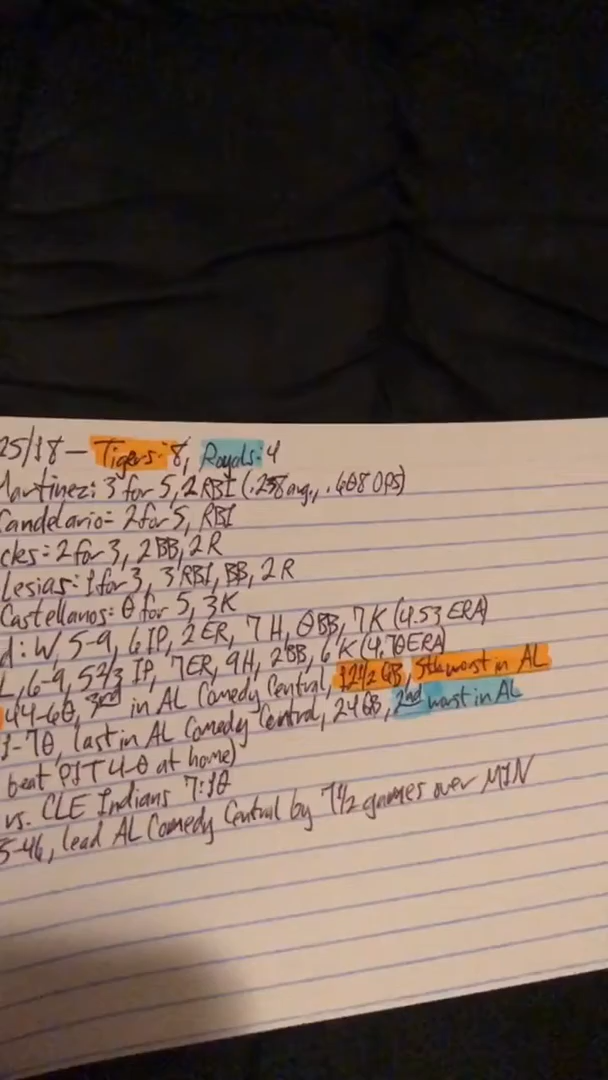 25/18 – Tigers: 8, Royals: 4
Martinez: 3 for 5, 2 RBI (.258 avg., .608 OPS)
Candelario = 2 for 5, RBI
cks: 2 for 3, 2 BB, 2 R
lesias: 1 for 3, 3 RBI, BB, 2 R
Castellanos: 0 for 5, 3 K
d: W, 5-9, 6 IP, 2 ER, 7 H, 0 BB, 7 K (4.53 ERA)
L, 6-9, 5 2/3 IP, 7 ER, 9 H, 2 BB, 6 K (4.70 ERA)
44-60, 3rd in AL Comedy Central, 12 1/2 GB, 5th worst in AL
1-70, last in AL Comedy Central, 24 GB, 2nd worst in AL
beat PIT 4-0 at home)
vs. CLE Indians 7:10
5-46, lead AL Comedy Central by 7 1/2 games over MIN